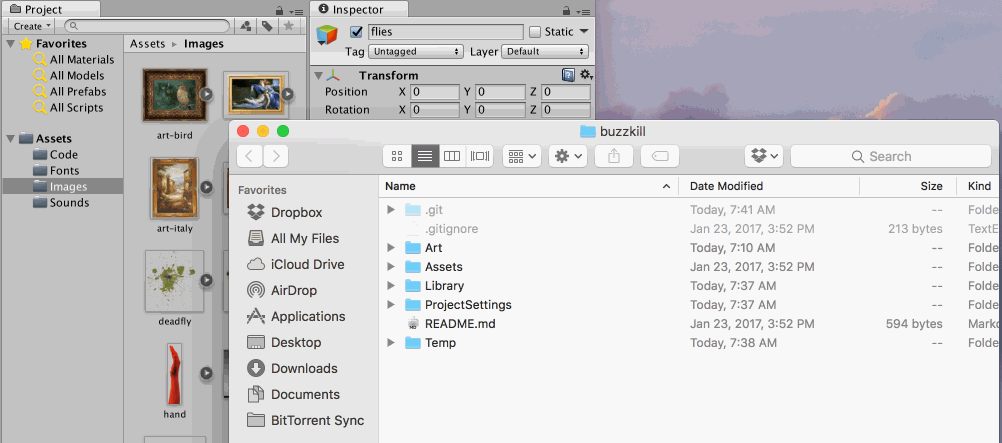 Project
Create
Favorites
All Materials
All Models
All Prefabs
All Scripts
Assets
Code
Fonts
Images
Sounds
Assets ▸ Images
art-bird
art-italy
deadfly
hand
Inspector
flies
Static
Tag Untagged Layer Default
Transform
Position X 0 Y 0 Z 0
Rotation X 0 Y 0 Z 0
buzzkill
Search
Favorites
Dropbox
All My Files
iCloud Drive
AirDrop
Applications
Desktop
Downloads
Documents
BitTorrent Sync
Name Date Modified Size Kind
.git Today, 7:41 AM -- Folde
.gitignore Jan 23, 2017, 3:52 PM 213 bytes TextE
Art Today, 7:10 AM -- Folde
Assets Jan 23, 2017, 3:52 PM -- Folde
Library Today, 7:37 AM -- Folde
ProjectSettings Today, 7:37 AM -- Folde
README.md Jan 23, 2017, 3:52 PM 594 bytes Markd
Temp Today, 7:38 AM -- Folde